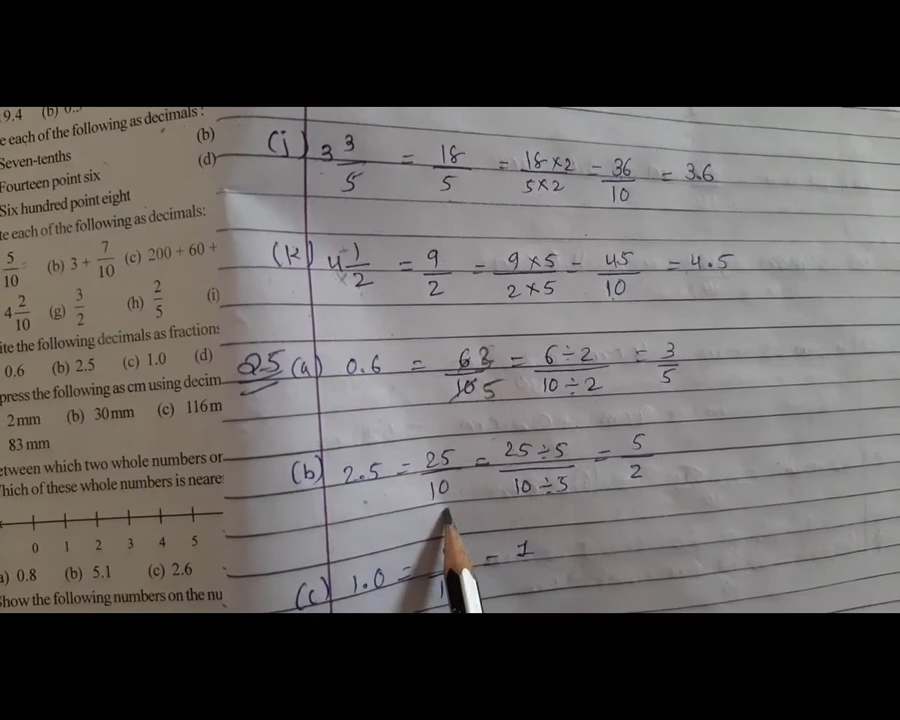 19.4 (b) 0.5
e each of the following as decimals :
Seven-tenths (b)
Fourteen point six (d)
Six hundred point eight
te each of the following as decimals:
5/10 (b) 3 + 7/10 (c) 200 + 60 +
4 2/10 (g) 3/2 (h) 2/5 (i)
ite the following decimals as fraction
0.6 (b) 2.5 (c) 1.0 (d)
press the following as cm using decim
2 mm (b) 30 mm (c) 116 m
83 mm
etween which two whole numbers or
hich of these whole numbers is neare
0 1 2 3 4 5
a) 0.8 (b) 5.1 (c) 2.6
Show the following numbers on the nu
(j) 3 3/5 = 18/5 = 18×2/5×2 = 36/10 = 3.6
(k) 4 1/2 = 9/2 = 9×5/2×5 = 45/10 = 4.5
Q5 (a) 0.6 = 6 3/10 5 = 6÷2/10÷2 = 3/5
(b) 2.5 = 25/10 = 25÷5/10÷5 = 5/2
(c) 1.0 = = 1